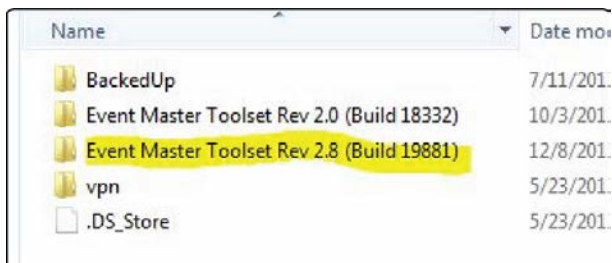 Name Date mo
BackedUp 7/11/201
Event Master Toolset Rev 2.0 (Build 18332) 10/3/201
Event Master Toolset Rev 2.8 (Build 19881) 12/8/201
vpn 5/23/201
.DS_Store 5/23/201